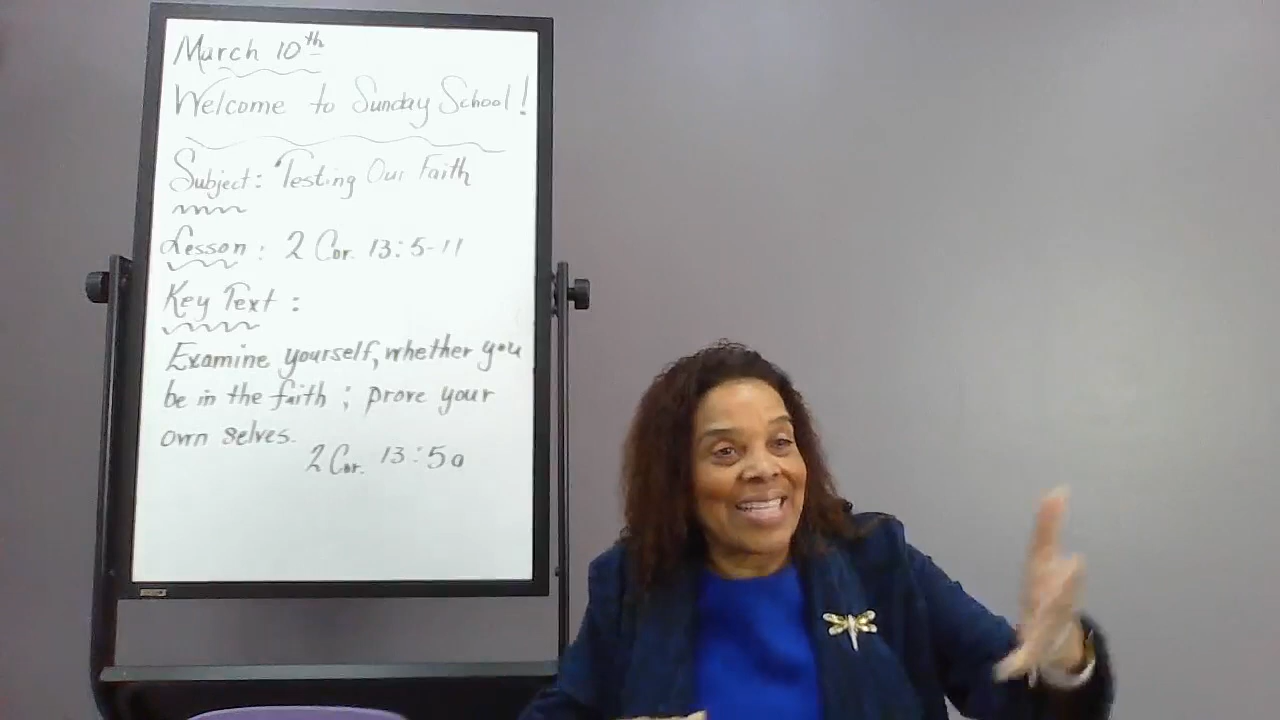 March 10th
Welcome to Sunday School!
Subject: Testing Our Faith
Lesson: 2 Cor. 13:5-11
Key Text:
Examine yourself, whether you
be in the faith; prove your
own selves.
2 Cor. 13:5a